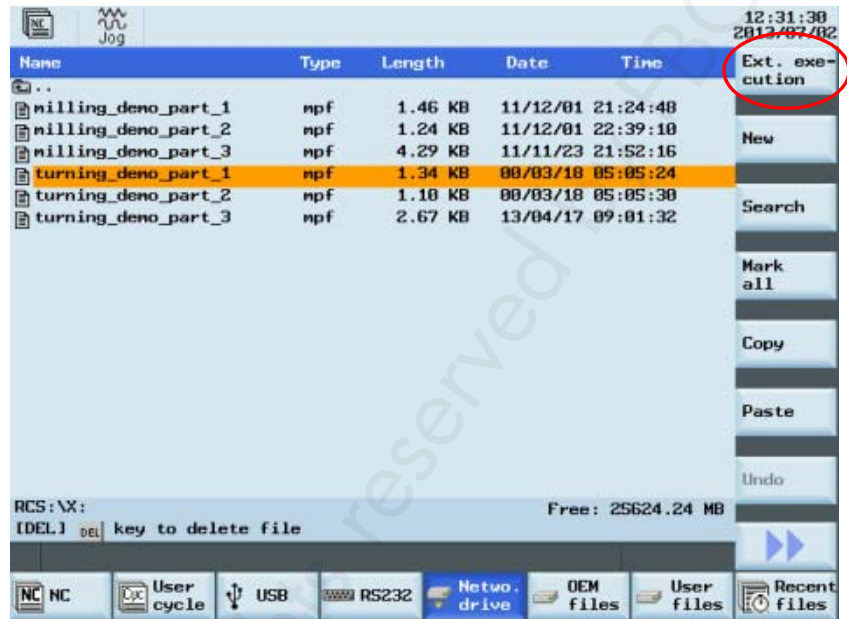 NC
Jog
12:31:30
2013/07/02
Name Type Length Date Time
..
milling_demo_part_1 mpf 1.46 KB 11/12/01 21:24:48
milling_demo_part_2 mpf 1.24 KB 11/12/01 22:39:10
milling_demo_part_3 mpf 4.29 KB 11/11/23 21:52:16
turning_demo_part_1 mpf 1.34 KB 00/03/18 05:05:24
turning_demo_part_2 mpf 1.10 KB 00/03/18 05:05:30
turning_demo_part_3 mpf 2.67 KB 13/04/17 09:01:32
Ext. exe-
cution
New
Search
Mark
all
Copy
Paste
Undo
RCS:\X: Free: 25624.24 MB
[DEL] DEL key to delete file
NC NC
User
cycle
USB
RS232
Netwo.
drive
OEM
files
User
files
Recent
files
reserved